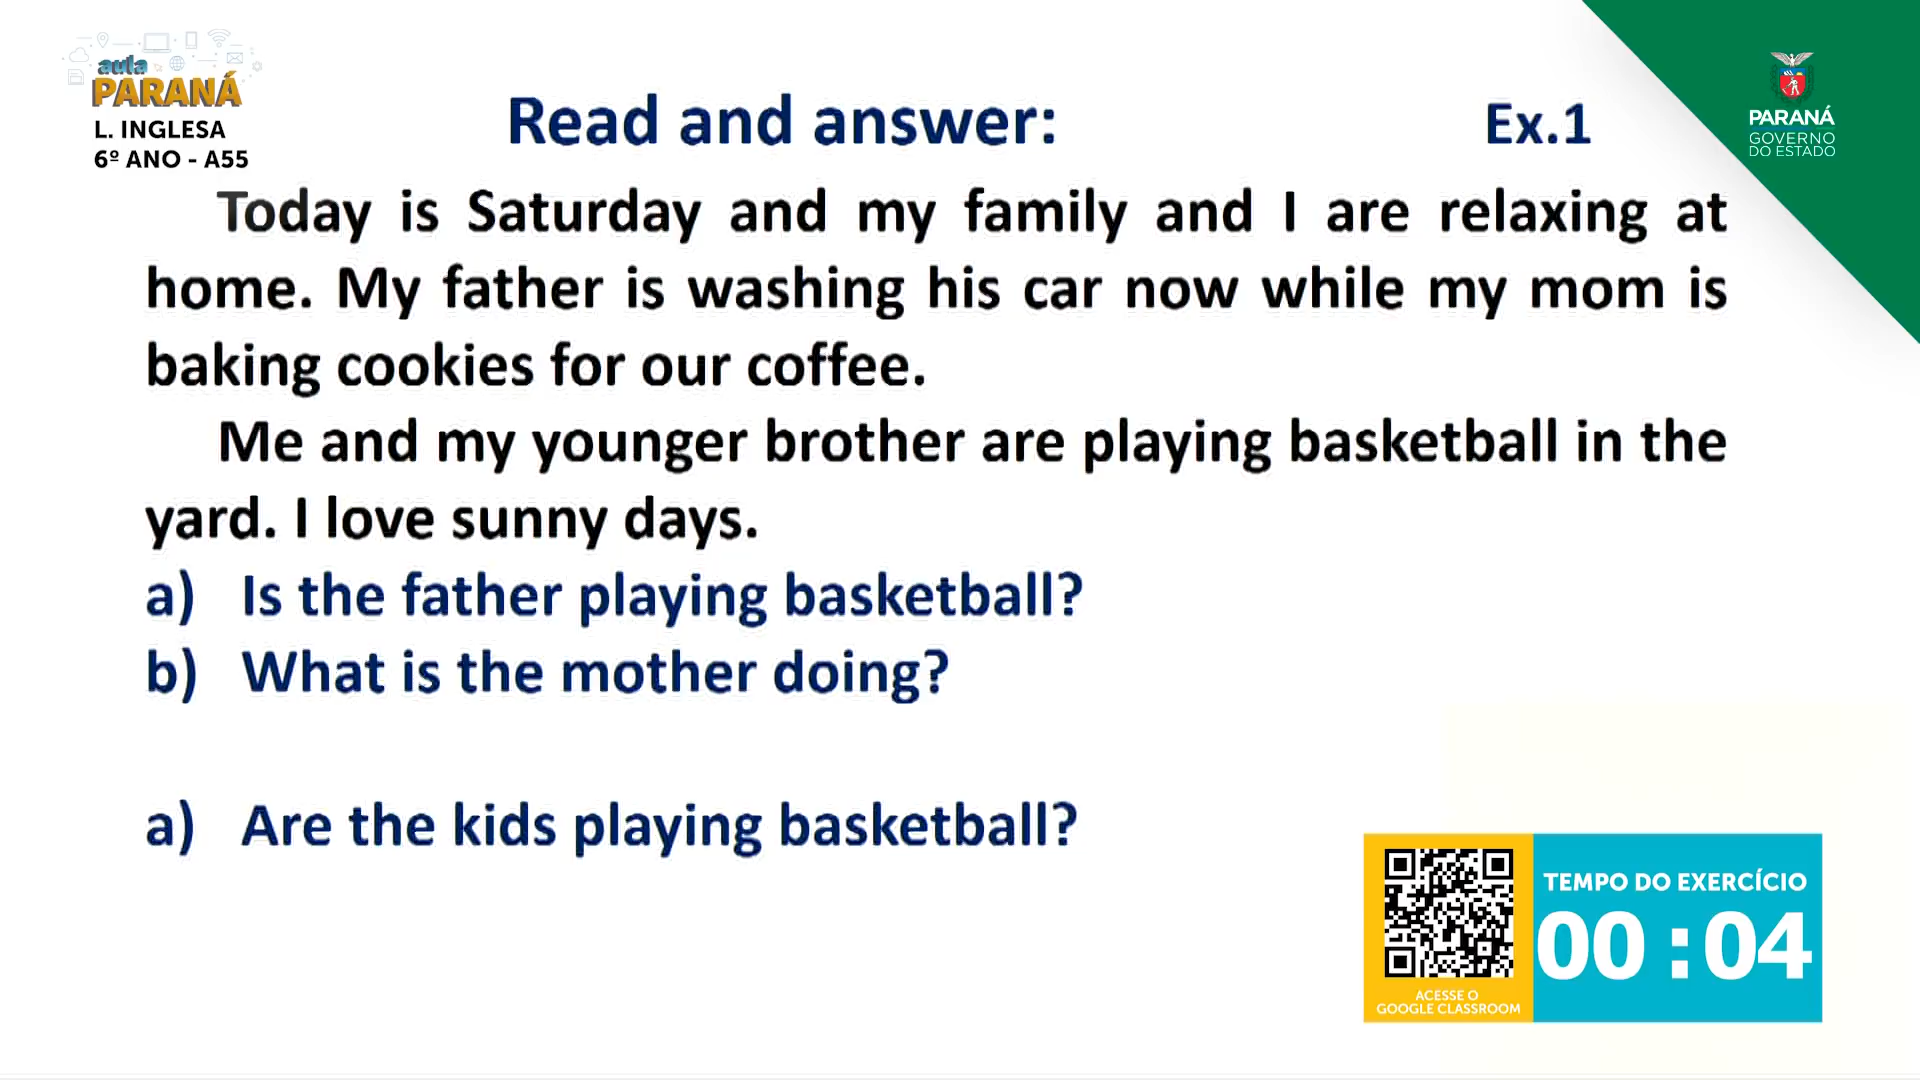 aula
PARANÁ
L. INGLESA
6º ANO - A55
Read and answer:
Ex.1
PARANÁ
GOVERNO
DO ESTADO
Today is Saturday and my family and I are relaxing at
home. My father is washing his car now while my mom is
baking cookies for our coffee.
Me and my younger brother are playing basketball in the
yard. I love sunny days.
a) Is the father playing basketball?
b) What is the mother doing?
a) Are the kids playing basketball?
TEMPO DO EXERCÍCIO
00:04
ACESSE O
GOOGLE CLASSROOM